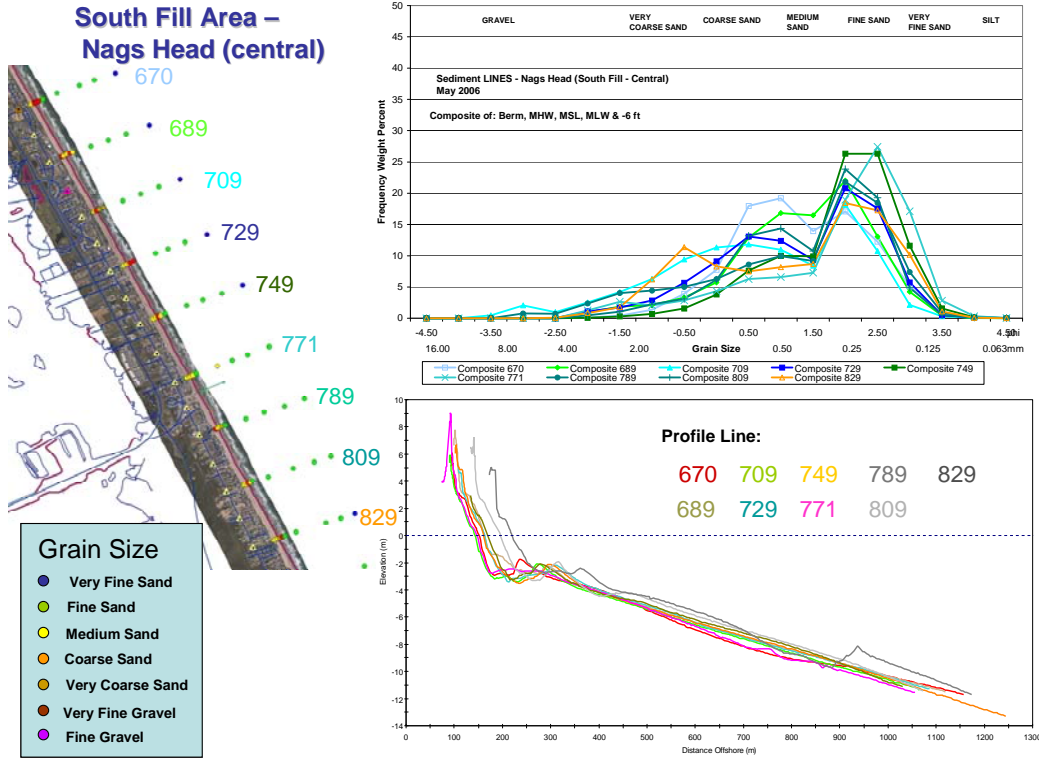 South Fill Area –
Nags Head (central)
670
689
709
729
749
771
789
809
829
Grain Size
Very Fine Sand
Fine Sand
Medium Sand
Coarse Sand
Very Coarse Sand
Very Fine Gravel
Fine Gravel
GRAVEL
VERY COARSE SAND
COARSE SAND
MEDIUM SAND
FINE SAND
VERY FINE SAND
SILT
Sediment LINES - Nags Head (South Fill - Central)
May 2006
Composite of: Berm, MHW, MSL, MLW & -6 ft
Frequency Weight Percent
50
45
40
35
30
25
20
15
10
5
0
-4.50 -3.50 -2.50 -1.50 -0.50 0.50 1.50 2.50 3.50 4.50 phi
16.00 8.00 4.00 2.00 Grain Size 0.50 0.25 0.125 0.063mm
Composite 670 Composite 689 Composite 709 Composite 729 Composite 749
Composite 771 Composite 789 Composite 809 Composite 829
Profile Line:
670 709 749 789 829
689 729 771 809
Elevation (m)
10
8
6
4
2
0
-2
-4
-6
-8
-10
-12
-14
0 100 200 300 400 500 600 700 800 900 1000 1100 1200 1300
Distance Offshore (m)